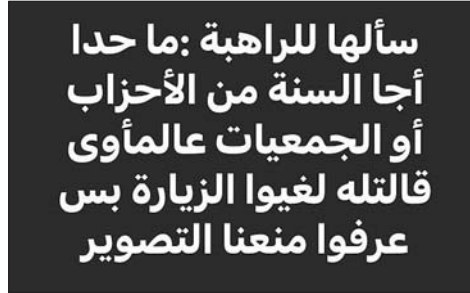 سألها للراهبة :ما حدا
أجا السنة من الأحزاب
أو الجمعيات عالمأوى
قالتله لغيوا الزيارة بس
عرفوا منعنا التصوير